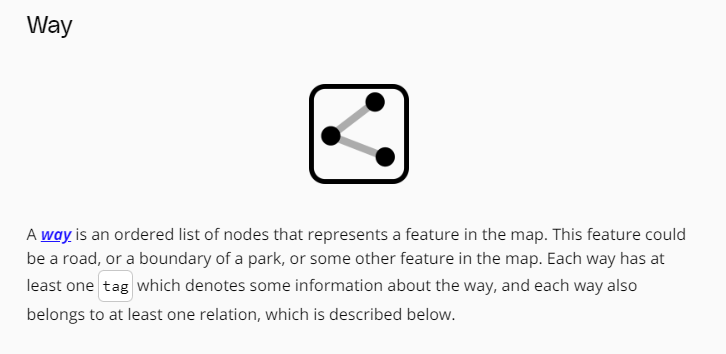 Way
A way is an ordered list of nodes that represents a feature in the map. This feature could
be a road, or a boundary of a park, or some other feature in the map. Each way has at
least one tag which denotes some information about the way, and each way also
belongs to at least one relation, which is described below.